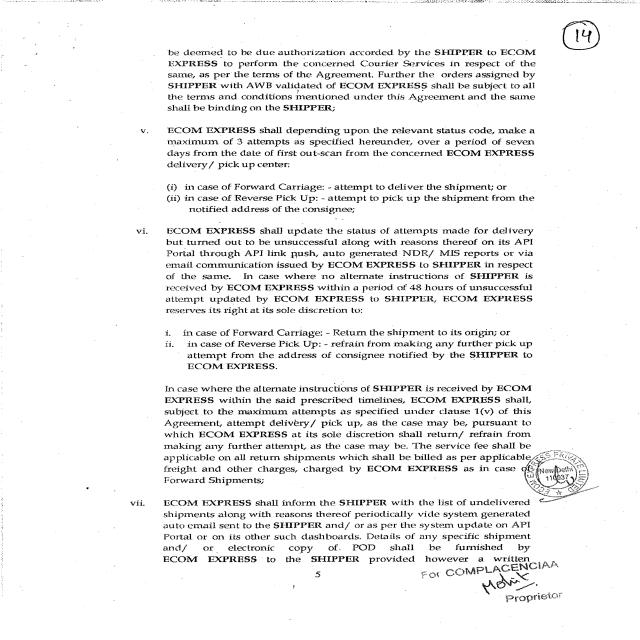 14
be deemed to be due authorization accorded by the SHIPPER to ECOM
EXPRESS to perform the concerned Courier Services in respect of the
same, as per the terms of the Agreement. Further the orders assigned by
SHIPPER with AWB validated of ECOM EXPRESS shall be subject to all
the terms and conditions mentioned under this Agreement and the same
shall be binding on the SHIPPER;
v. ECOM EXPRESS shall depending upon the relevant status code, make a
maximum of 3 attempts as specified hereunder, over a period of seven
days from the date of first out-scan from the concerned ECOM EXPRESS
delivery/ pick up center:
(i) in case of Forward Carriage: - attempt to deliver the shipment; or
(ii) in case of Reverse Pick Up: - attempt to pick up the shipment from the
notified address of the consignee;
vi. ECOM EXPRESS shall update the status of attempts made for delivery
but turned out to be unsuccessful along with reasons thereof on its API
Portal through API link push, auto generated NDR/ MIS reports or via
email communication issued by ECOM EXPRESS to SHIPPER in respect
of the same. In case where no alternate instructions of SHIPPER is
received by ECOM EXPRESS within a period of 48 hours of unsuccessful
attempt updated by ECOM EXPRESS to SHIPPER, ECOM EXPRESS
reserves its right at its sole discretion to:
i. in case of Forward Carriage: - Return the shipment to its origin; or
ii. in case of Reverse Pick Up: - refrain from making any further pick up
attempt from the address of consignee notified by the SHIPPER to
ECOM EXPRESS.
In case where the alternate instructions of SHIPPER is received by ECOM
EXPRESS within the said prescribed timelines, ECOM EXPRESS shall,
subject to the maximum attempts as specified under clause 1(v) of this
Agreement, attempt delivery/ pick up, as the case may be, pursuant to
which ECOM EXPRESS at its sole discretion shall return/ refrain from
making any further attempt, as the case may be. The service fee shall be
applicable on all return shipments which shall be billed as per applicable
freight and other charges, charged by ECOM EXPRESS as in case o
Forward Shipments;
ECOM EXPRESS PRIVATE LIMITED
New Delhi
110037
vii. ECOM EXPRESS shall inform the SHIPPER with the list of undelivered
shipments along with reasons thereof periodically vide system generated
auto email sent to the SHIPPER and/ or as per the system update on API
Portal or on its other such dashboards. Details of any specific shipment
and/ or electronic copy of POD shall be furnished by
ECOM EXPRESS to the SHIPPER provided however a written
5
For COMPLACENCIAA
Mohit
Proprietor